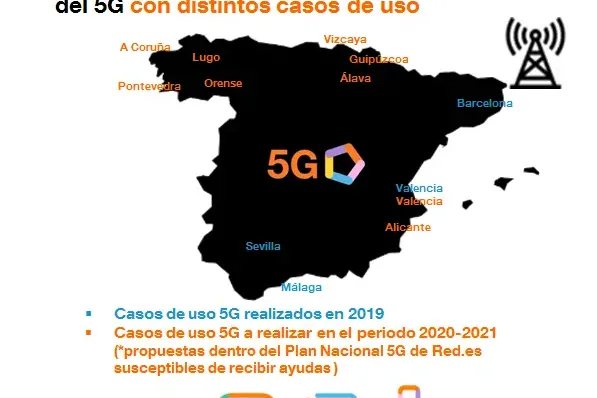 del 5G con distintos casos de uso
Vizcaya
A Coruña
Lugo
Guipúzcoa
Álava
Pontevedra
Orense
Barcelona
5G
Valencia
Valencia
Alicante
Sevilla
Málaga
Casos de uso 5G realizados en 2019
Casos de uso 5G a realizar en el periodo 2020-2021
(*propuestas dentro del Plan Nacional 5G de Red.es
susceptibles de recibir ayudas)